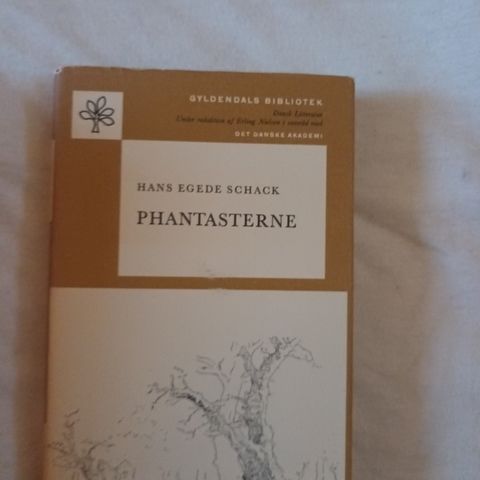 GYLDENDALS BIBLIOTEK
Dansk Litteratur
Under redaktion af Erling Nielsen i samråd med
DET DANSKE AKADEMI
HANS EGEDE SCHACK
PHANTASTERNE